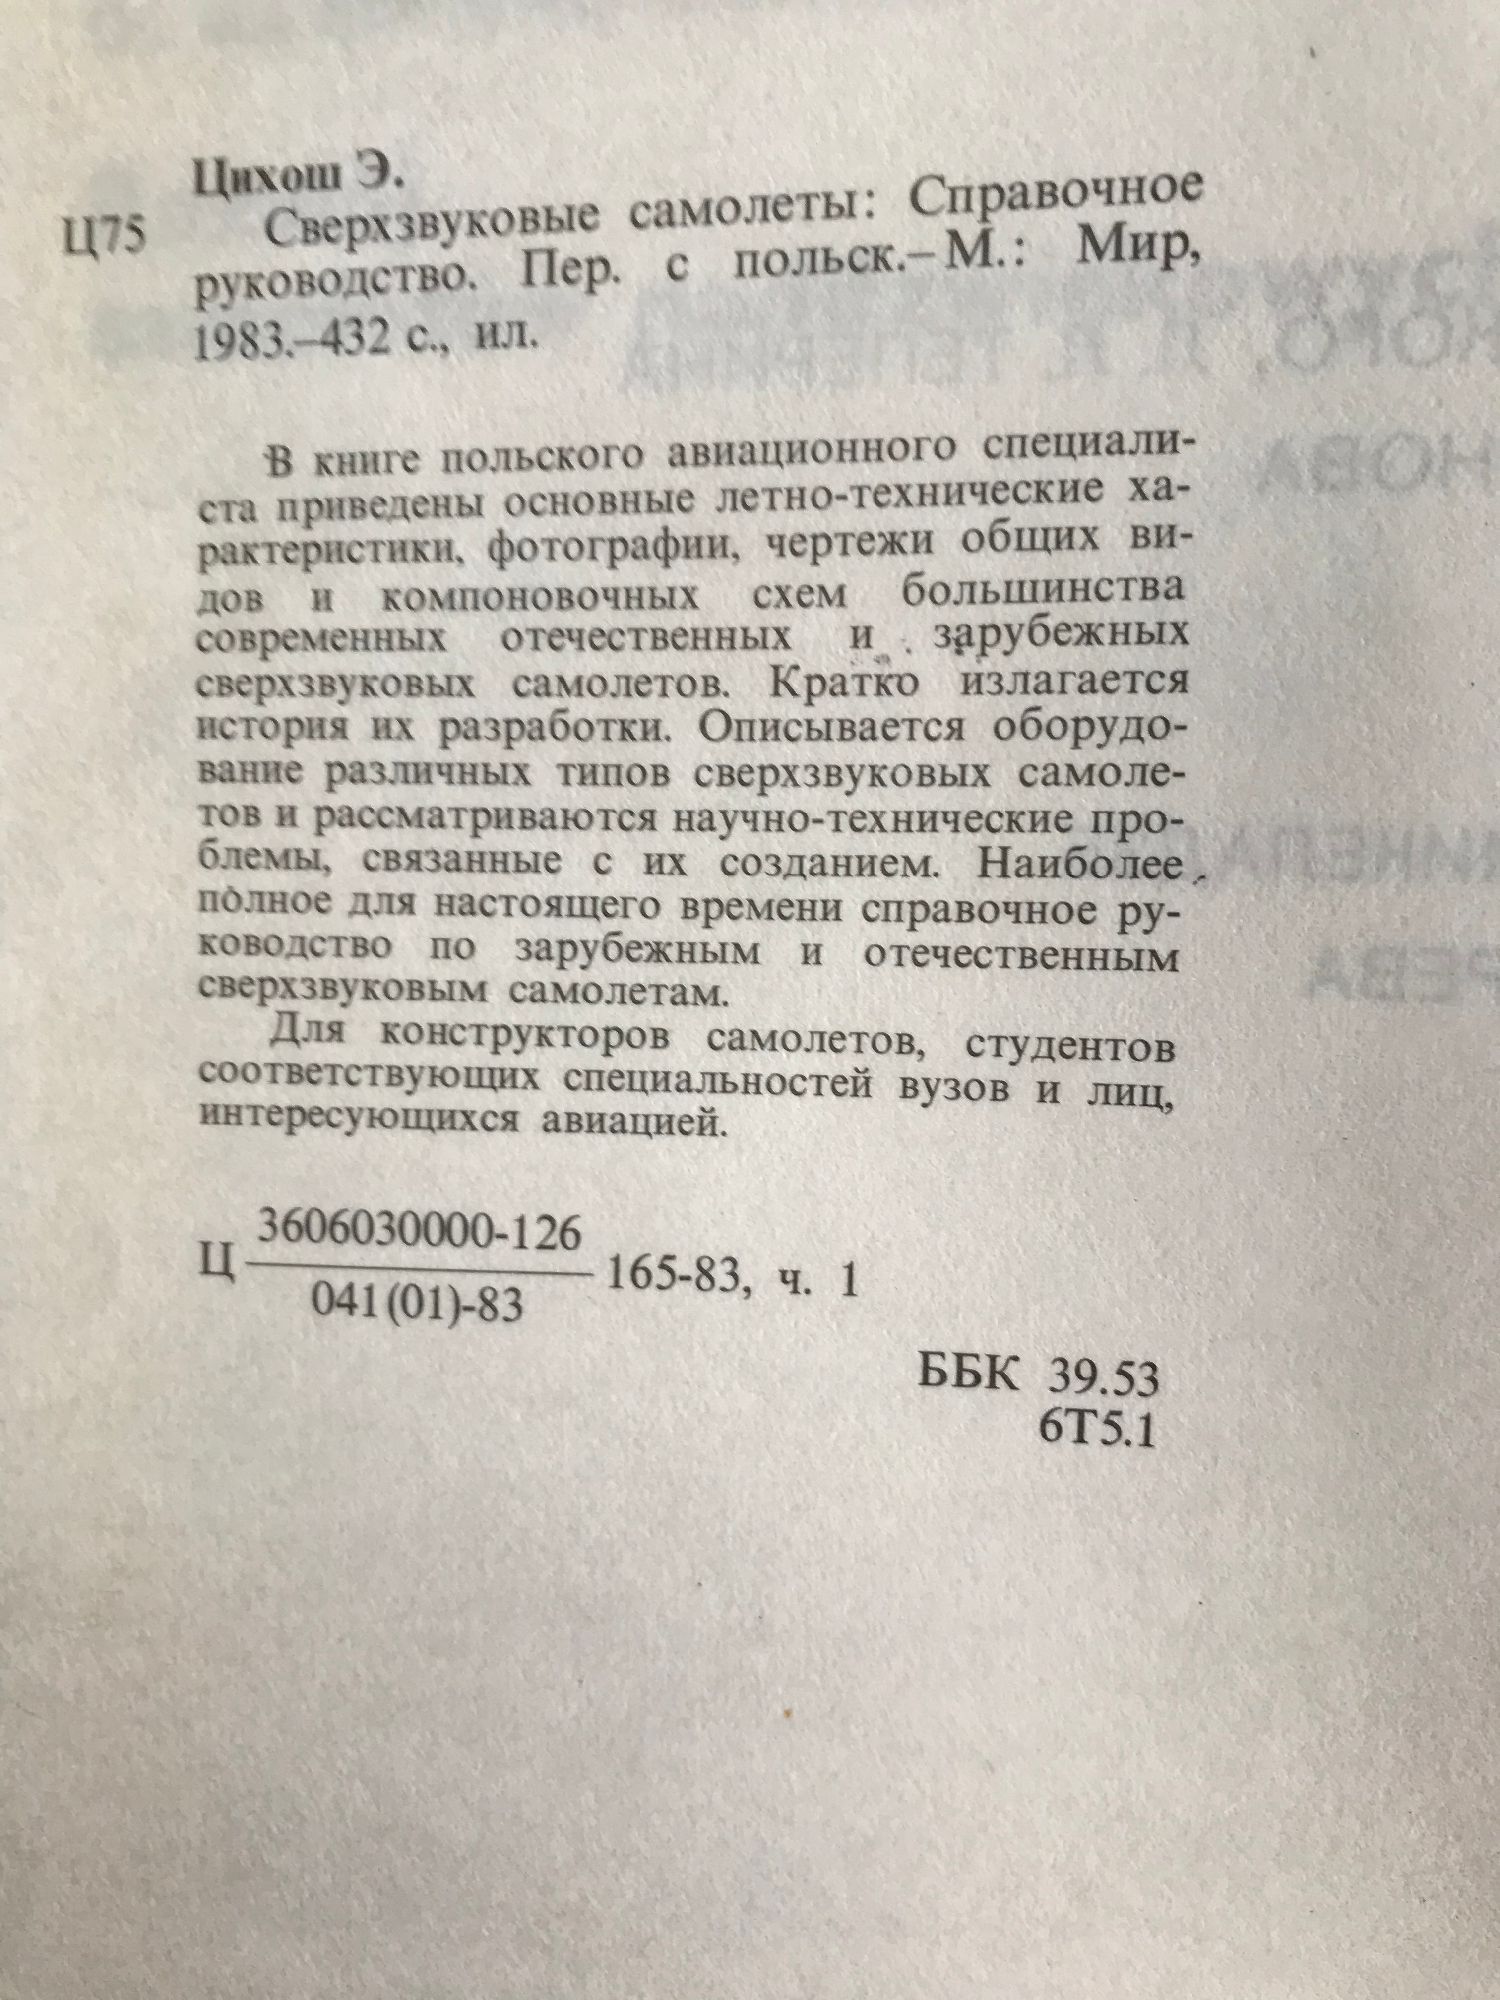 Цихош Э.
Ц75 Сверхзвуковые самолеты: Справочное
руководство. Пер. с польск.–М.: Мир,
1983.–432 с., ил.
В книге польского авиационного специали-
ста приведены основные летно-технические ха-
рактеристики, фотографии, чертежи общих ви-
дов и компоновочных схем большинства
современных отечественных и зарубежных
сверхзвуковых самолетов. Кратко излагается
история их разработки. Описывается оборудо-
вание различных типов сверхзвуковых самоле-
тов и рассматриваются научно-технические про-
блемы, связанные с их созданием. Наиболее
полное для настоящего времени справочное ру-
ководство по зарубежным и отечественным
сверхзвуковым самолетам.
Для конструкторов самолетов, студентов
соответствующих специальностей вузов и лиц,
интересующихся авиацией.
3606030000-126
Ц 165-83, ч. 1
041(01)-83
ББК 39.53
6Т5.1